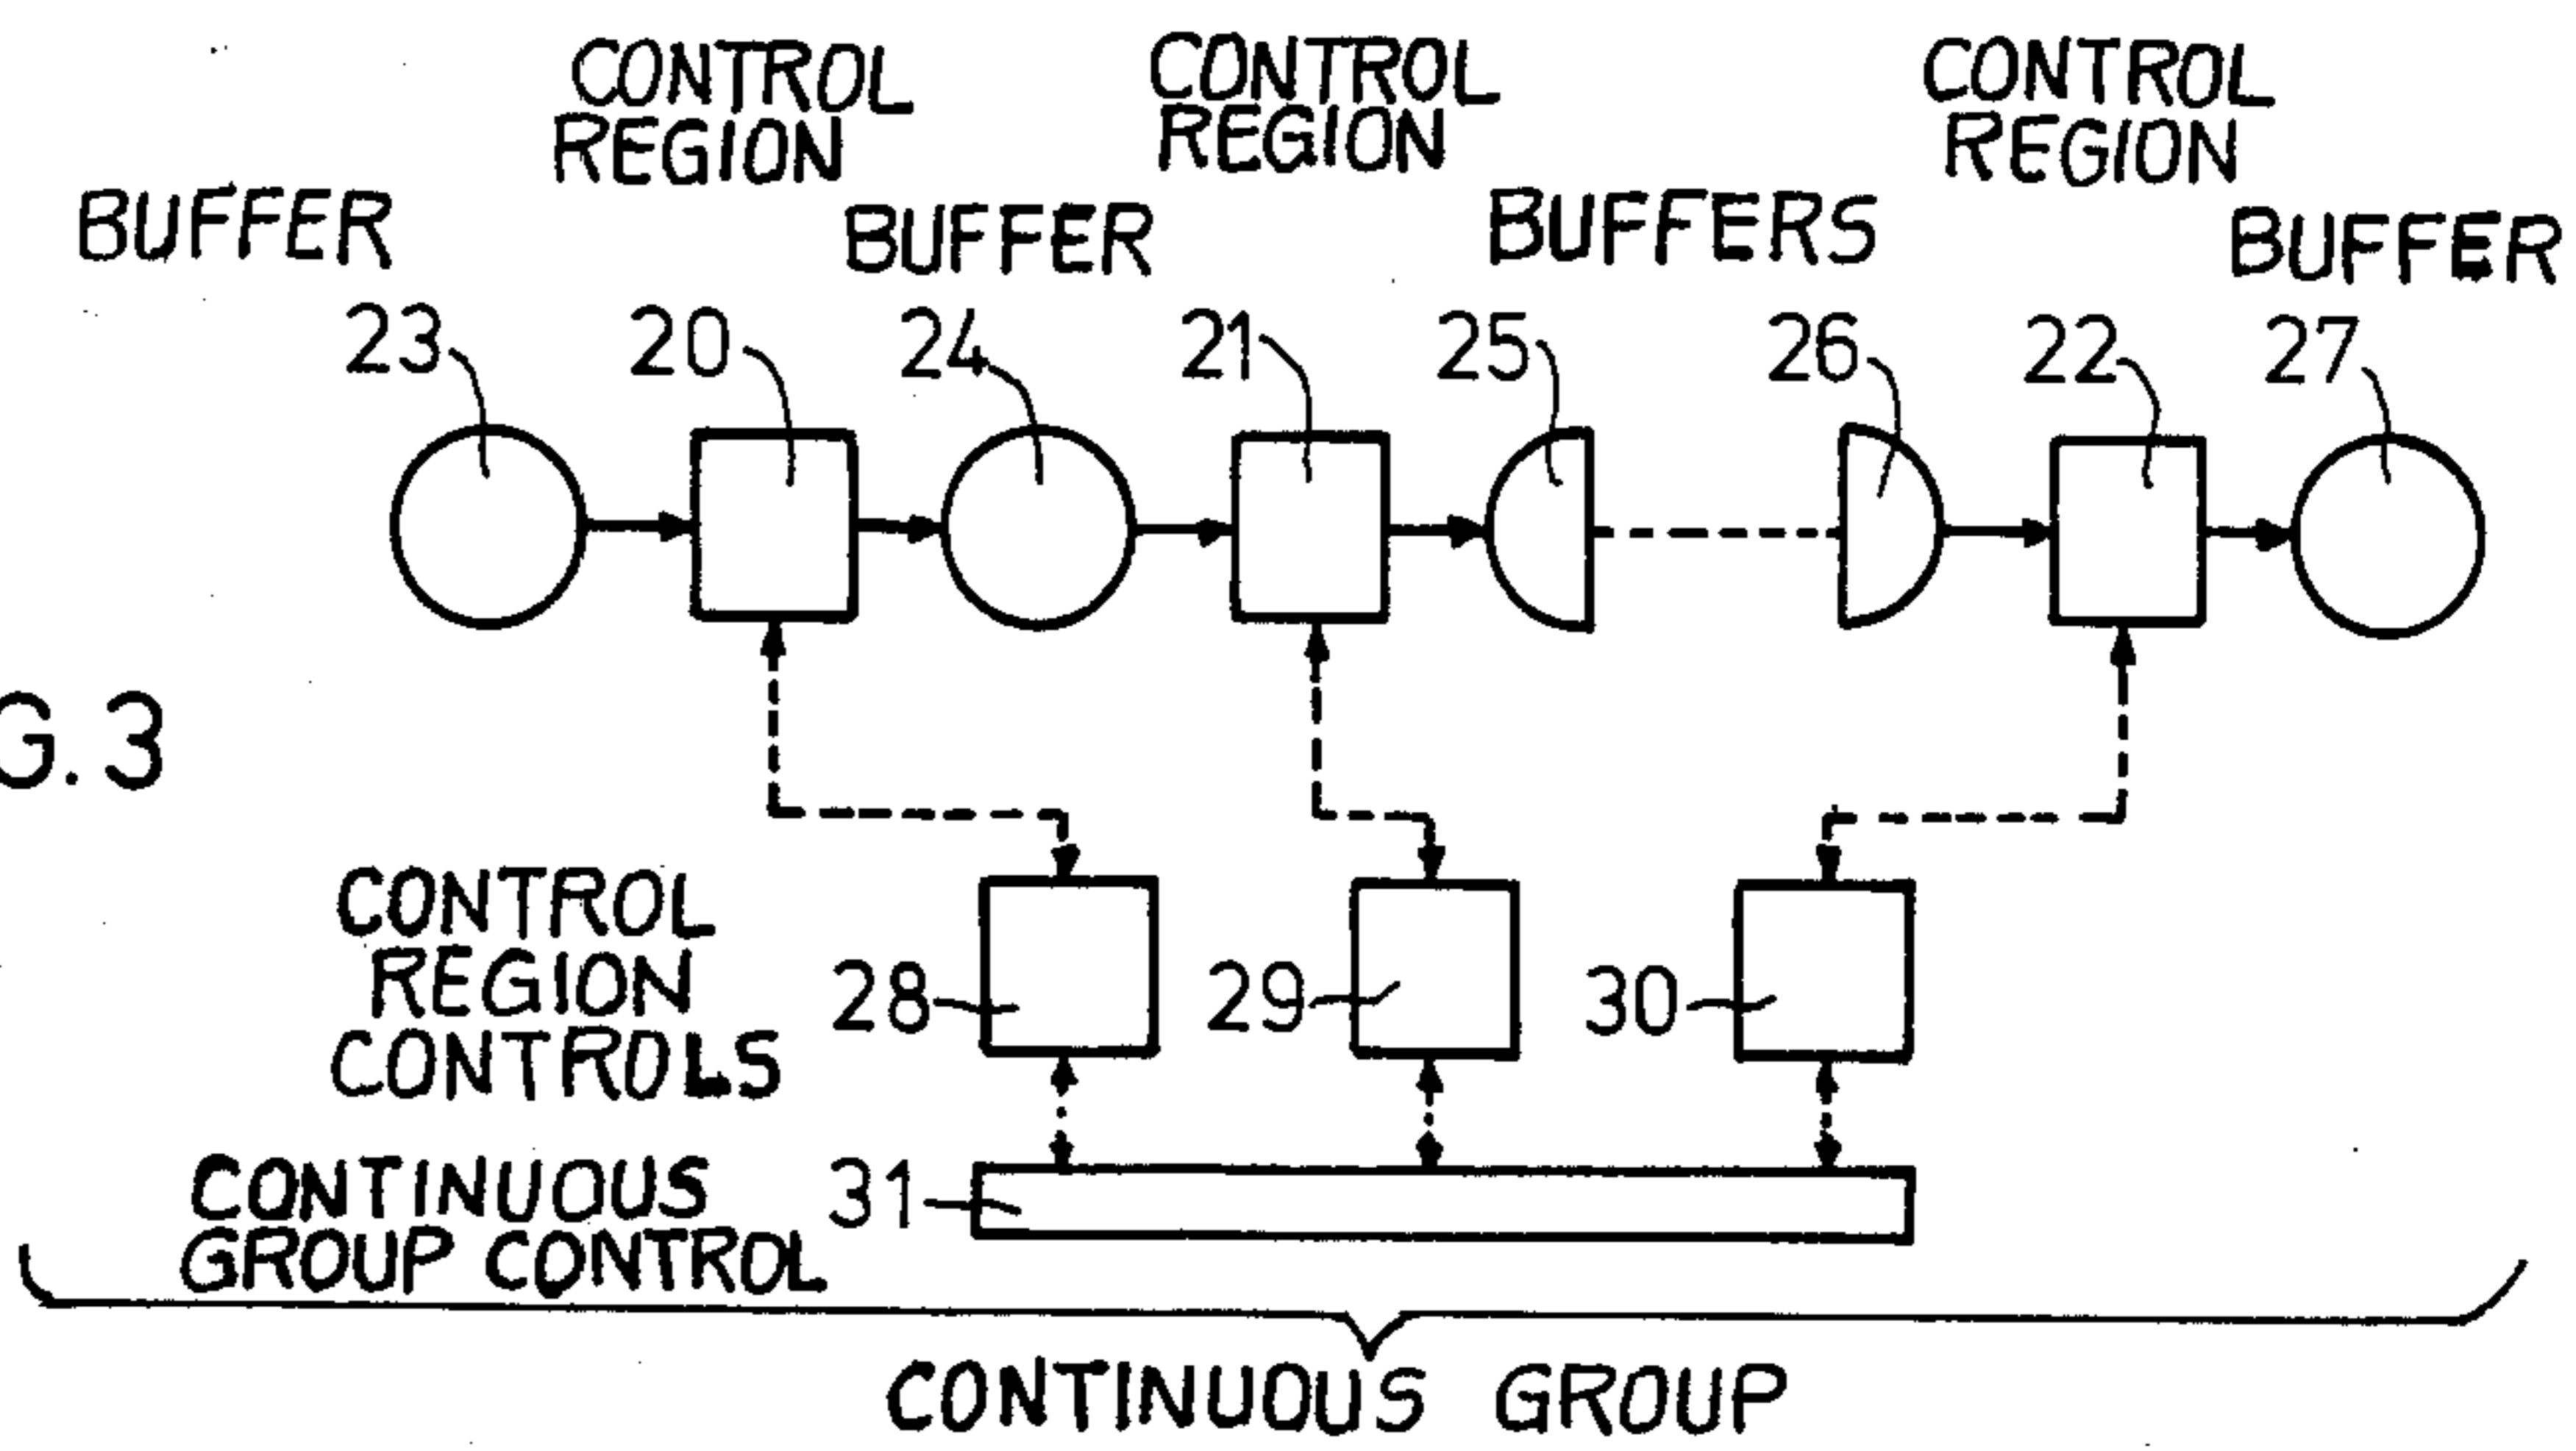 CONTROL
REGION
CONTROL
REGION
CONTROL
REGION
BUFFER
BUFFER
BUFFERS
BUFFER
23
20
24
21
25
26
22
27
G.3
CONTROL
REGION
CONTROLS
28
29
30
CONTINUOUS
GROUP CONTROL
31
CONTINUOUS GROUP